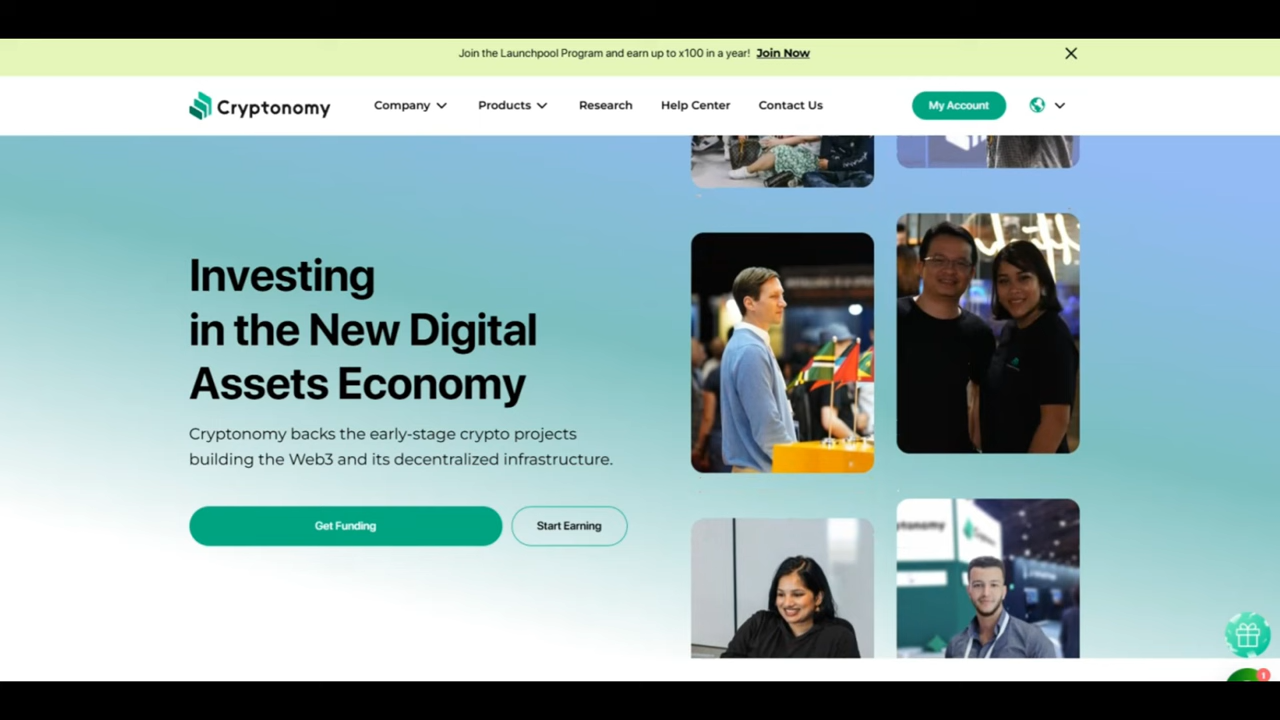 Join the Launchpool Program and earn up to x100 in a year! Join Now
Cryptonomy
Company
Products
Research
Help Center
Contact Us
My Account
Investing
in the New Digital
Assets Economy
Cryptonomy backs the early-stage crypto projects
building the Web3 and its decentralized infrastructure.
Get Funding
Start Earning
1